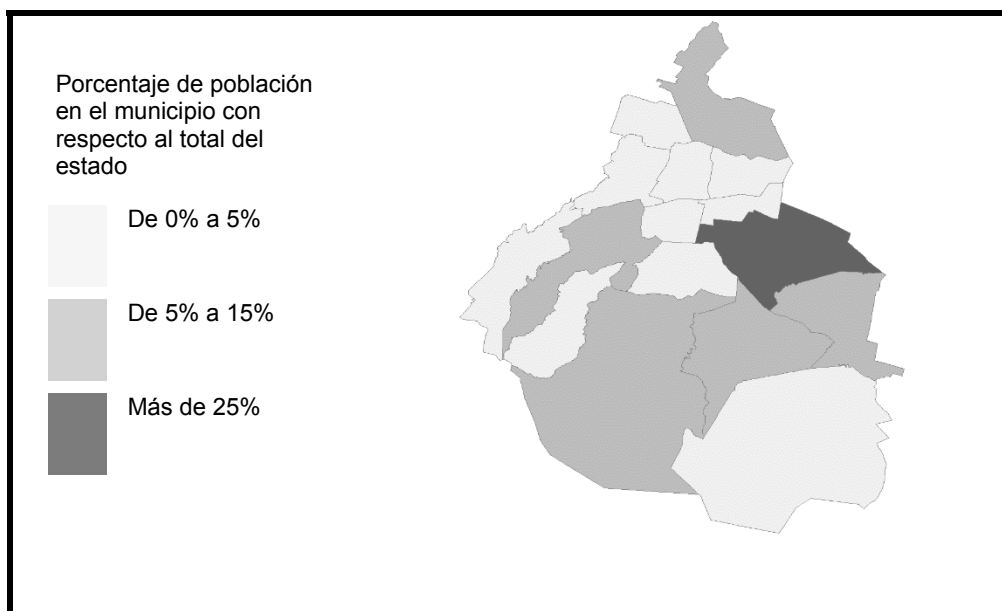 Porcentaje de población
en el municipio con
respecto al total del
estado
De 0% a 5%
De 5% a 15%
Más de 25%